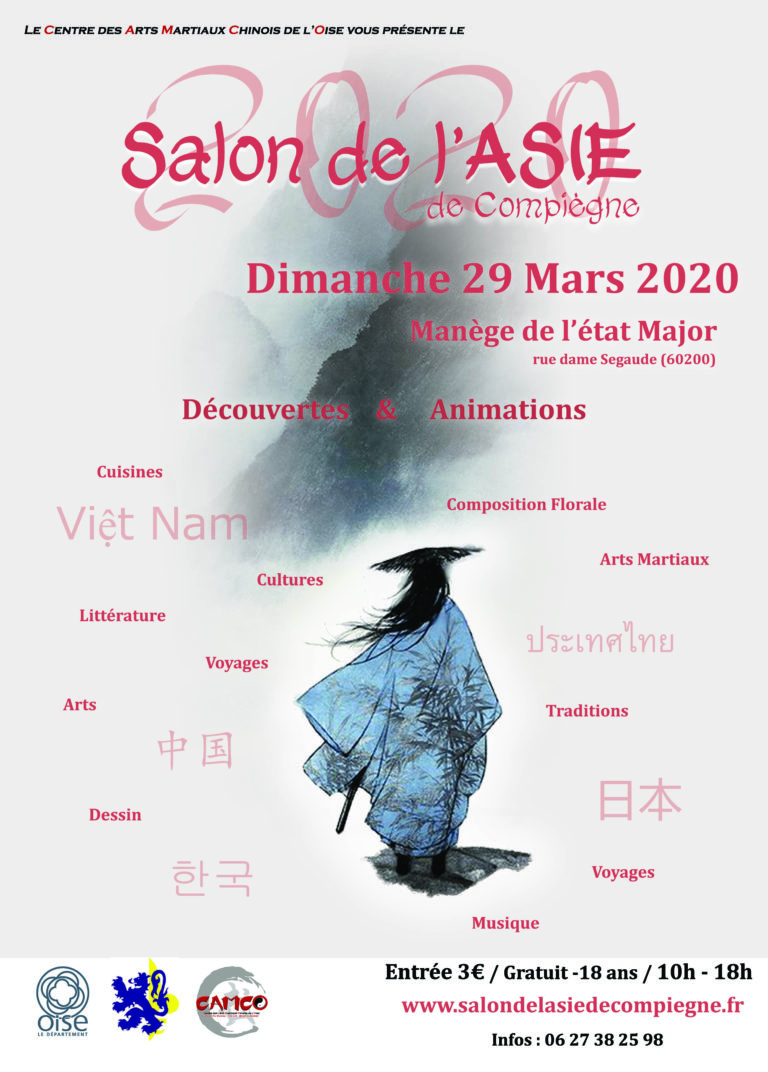 Le Centre des Arts Martiaux Chinois de l'Oise vous présente le
2020
Salon de l'ASIE
de Compiègne
Dimanche 29 Mars 2020
Manège de l'état Major
rue dame Segaude (60200)
Découvertes & Animations
Cuisines
Composition Florale
Việt Nam
Arts Martiaux
Cultures
Littérature
ประเทศไทย
Voyages
Arts
Traditions
中国
日本
Dessin
한국
Voyages
Musique
Entrée 3€ / Gratuit -18 ans / 10h - 18h
www.salondelasiedecompiegne.fr
Infos : 06 27 38 25 98
oise
LE DÉPARTEMENT
CAMCO